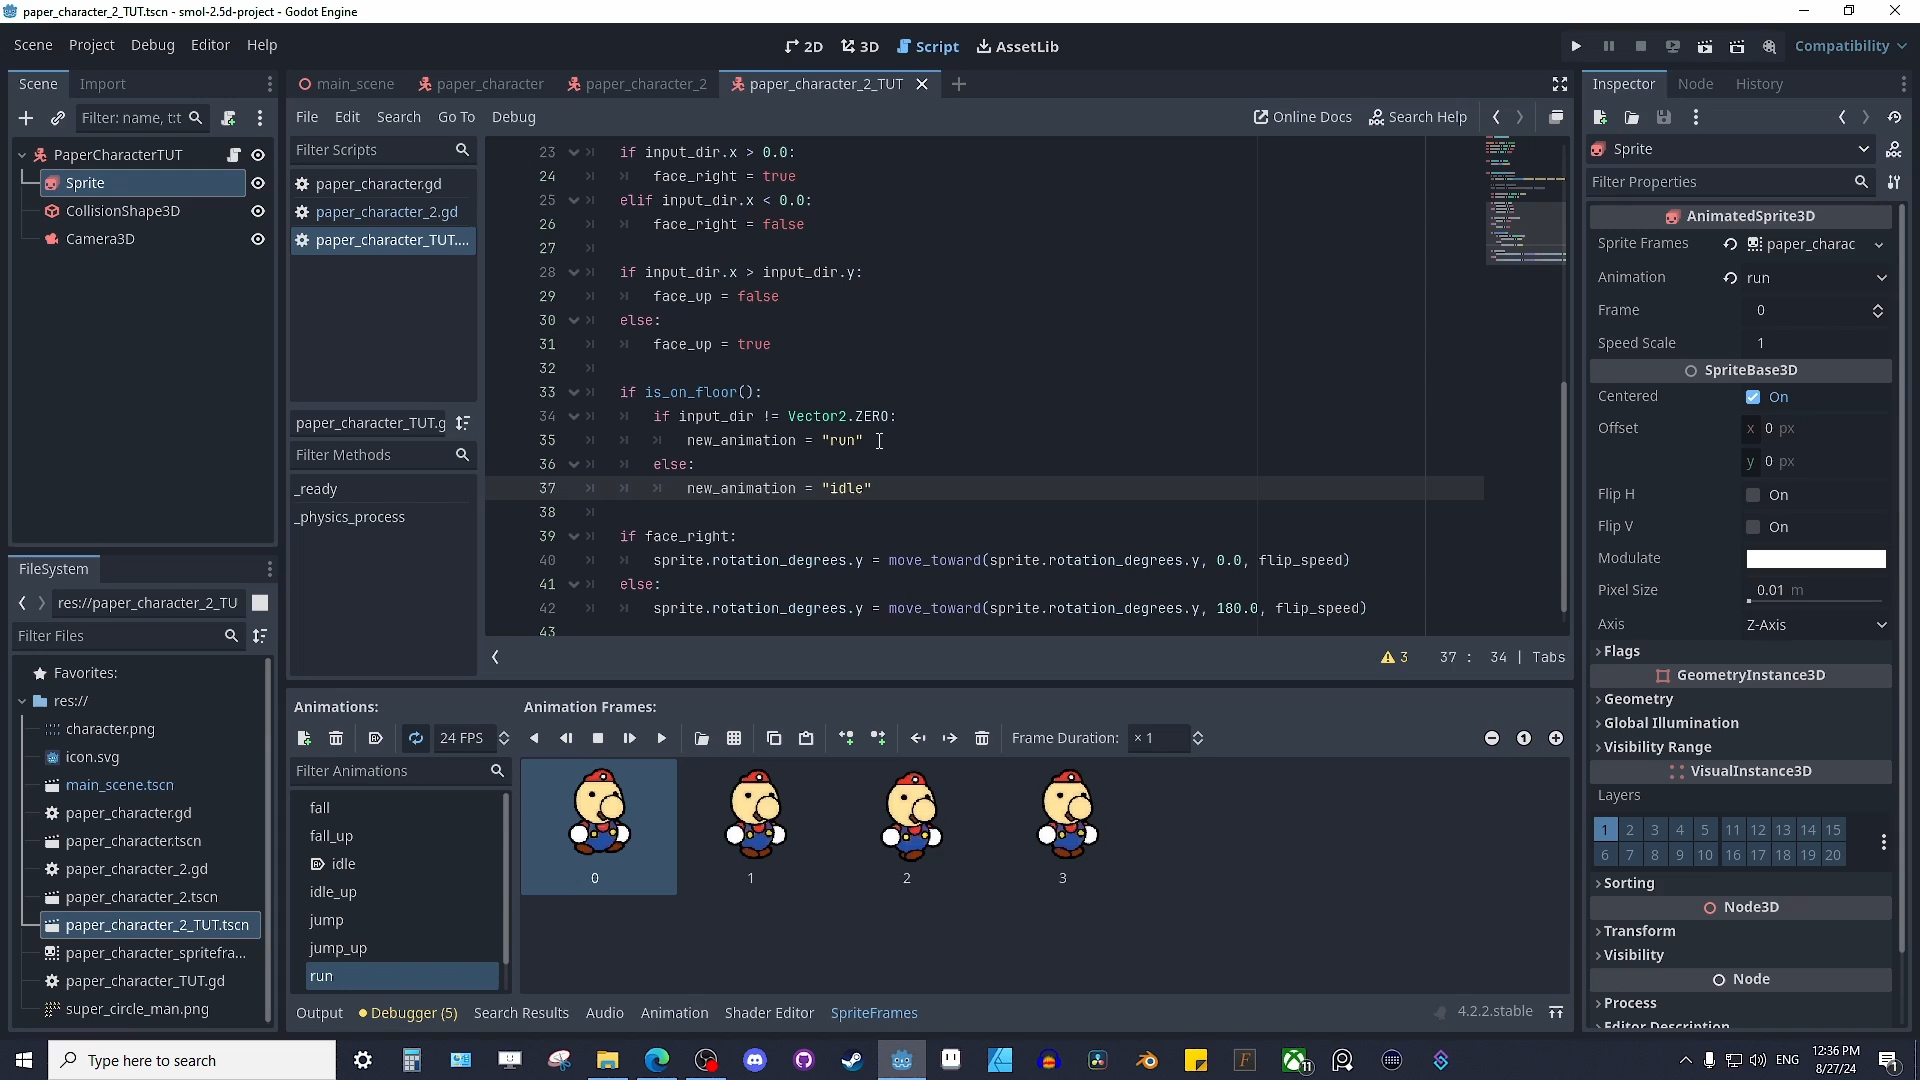 paper_character_2_TUT.tscn - smol-2.5d-project - Godot Engine
Scene Project Debug Editor Help
2D 3D Script AssetLib
Compatibility
Scene Import
main_scene paper_character paper_character_2 paper_character_2_TUT
Inspector Node History
Filter: name, t:t
File Edit Search Go To Debug
Online Docs Search Help
PaperCharacterTUT
Sprite
CollisionShape3D
Camera3D
Filter Scripts
paper_character.gd
paper_character_2.gd
paper_character_TUT....
paper_character_TUT.g
Filter Methods
_ready
_physics_process
23 if input_dir.x > 0.0:
24 face_right = true
25 elif input_dir.x < 0.0:
26 face_right = false
27
28 if input_dir.x > input_dir.y:
29 face_up = false
30 else:
31 face_up = true
32
33 if is_on_floor():
34 if input_dir != Vector2.ZERO:
35 new_animation = "run"
36 else:
37 new_animation = "idle"
38
39 if face_right:
40 sprite.rotation_degrees.y = move_toward(sprite.rotation_degrees.y, 0.0, flip_speed)
41 else:
42 sprite.rotation_degrees.y = move_toward(sprite.rotation_degrees.y, 180.0, flip_speed)
43
3 37 : 34 | Tabs
Sprite
Filter Properties
AnimatedSprite3D
Sprite Frames paper_charac
Animation run
Frame 0
Speed Scale 1
SpriteBase3D
Centered On
Offset x 0 px
y 0 px
Flip H On
Flip V On
Modulate
Pixel Size 0.01 m
Axis Z-Axis
Flags
GeometryInstance3D
Geometry
Global Illumination
Visibility Range
VisualInstance3D
Layers
1 2 3 4 5 11 12 13 14 15
6 7 8 9 10 16 17 18 19 20
Sorting
Node3D
Transform
Visibility
Node
Process
Editor Description
FileSystem
res://paper_character_2_TU
Filter Files
Favorites:
res://
character.png
icon.svg
main_scene.tscn
paper_character.gd
paper_character.tscn
paper_character_2.gd
paper_character_2.tscn
paper_character_2_TUT.tscn
paper_character_spritefra...
paper_character_TUT.gd
super_circle_man.png
Animations: Animation Frames:
24 FPS
Frame Duration: × 1
Filter Animations
fall
fall_up
idle
idle_up
jump
jump_up
run
0 1 2 3
Output Debugger (5) Search Results Audio Animation Shader Editor SpriteFrames
4.2.2.stable
Type here to search
11
ENG
12:36 PM
8/27/24
1